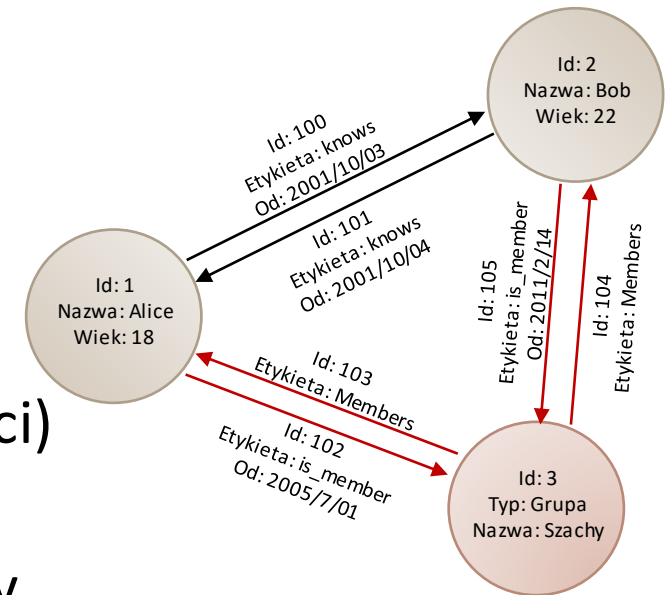 Id: 2
Nazwa: Bob
Wiek: 22
Id: 100
Etykieta: knows
Od: 2001/10/03
Id: 101
Etykieta: knows
Od: 2001/10/04
Id: 1
Nazwa: Alice
Wiek: 18
Id: 105
Etykieta: is_member
Od: 2011/2/14
Id: 104
Etykieta: Members
Id: 103
Etykieta: Members
Id: 102
Etykieta: is_member
Od: 2005/7/01
ci)
Id: 3
Typ: Grupa
Nazwa: Szachy